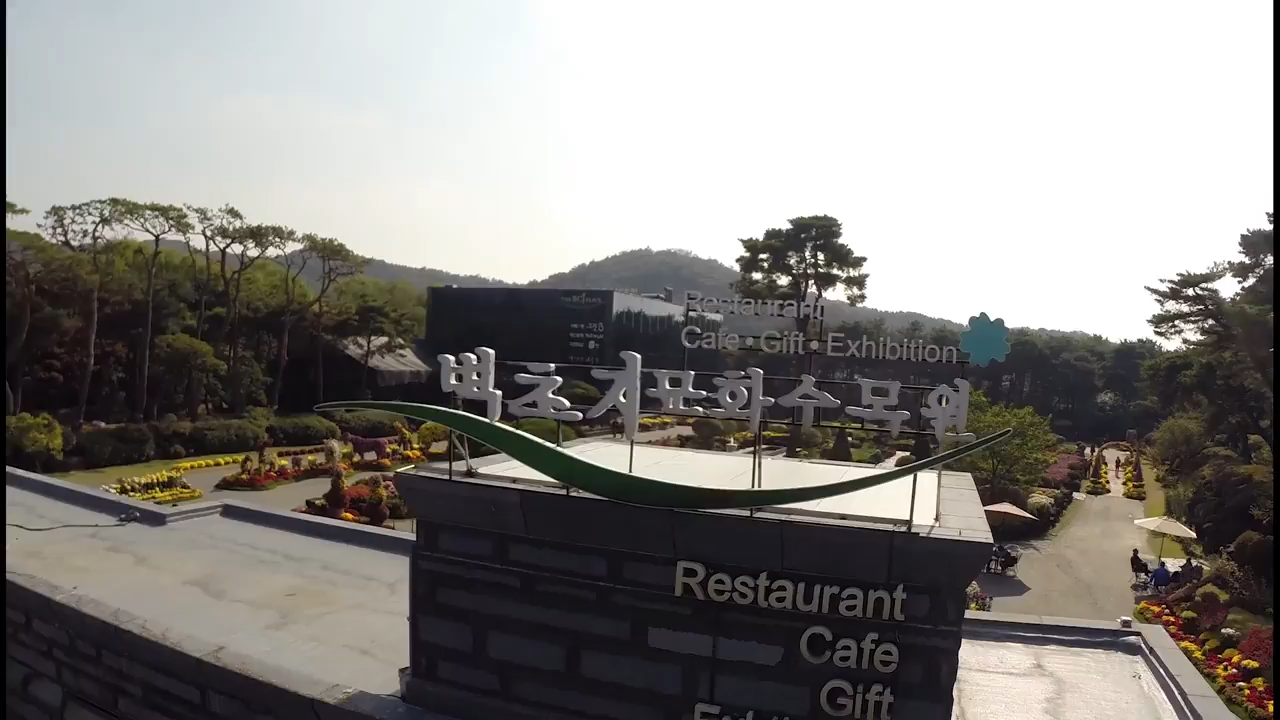 Restaurant
Cafe • Gift • Exhibition
벽초지문화수목원
Restaurant
Cafe
Gift